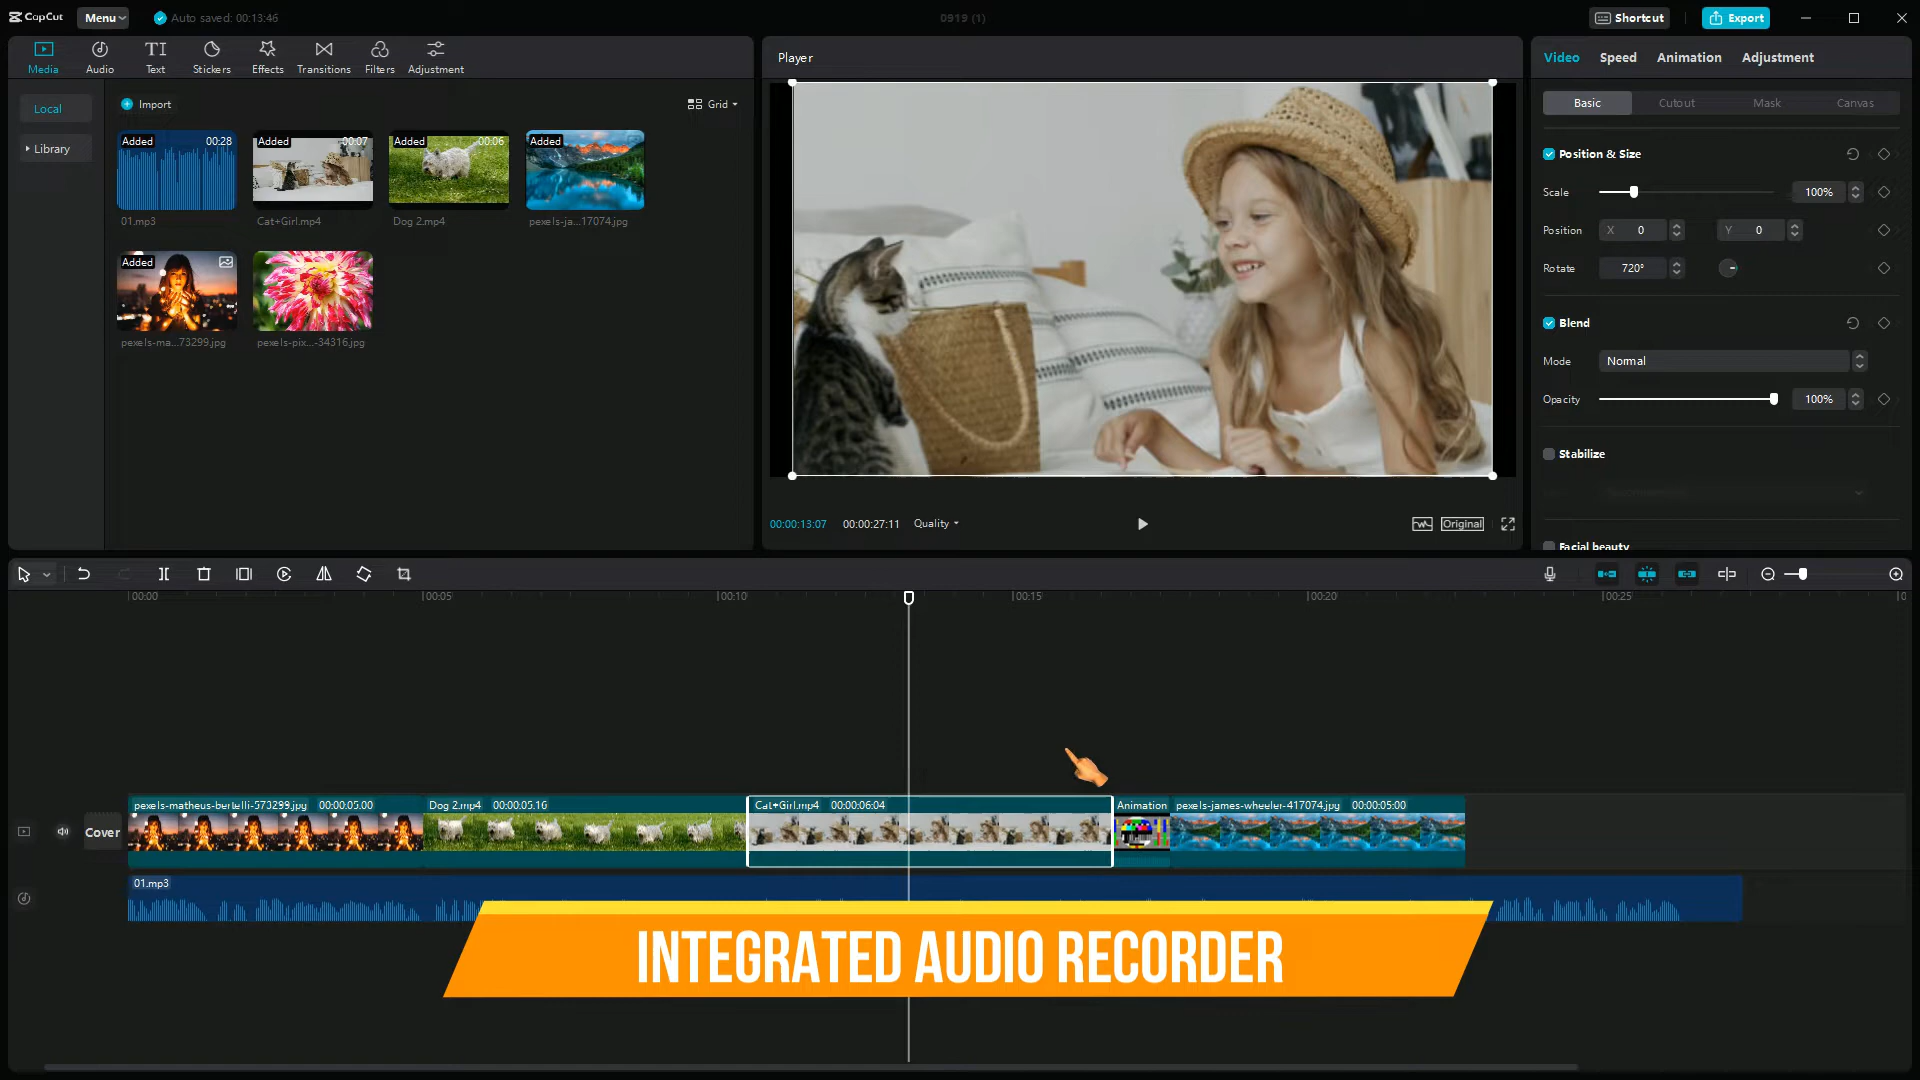 CapCut
Menu
Auto saved: 00:13:46
0919 (1)
Shortcut
Export
Media
Audio
TI
Text
Stickers
Effects
Transitions
Filters
Adjustment
Local
Library
Import
Grid
Added 00:28
01.mp3
Added 00:07
Cat+Girl.mp4
Added 00:06
Dog 2.mp4
Added
pexels-ja...17074.jpg
Added
pexels-ma...73299.jpg
pexels-pix...-34316.jpg
Player
00:00:13:07
00:00:27:11
Quality
Original
Video
Speed
Animation
Adjustment
Basic
Cutout
Mask
Canvas
Position & Size
Scale
100%
Position
X 0
Y 0
Rotate
720°
Blend
Mode
Normal
Opacity
100%
Stabilize
Facial beauty
00:00
00:05
00:10
00:15
00:20
00:25
Cover
pexels-matheus-bertelli-573299.jpg 00:00:05:00
Dog 2.mp4 00:00:05:16
Cat+Girl.mp4 00:00:06:04
Animation
pexels-james-wheeler-417074.jpg 00:00:05:00
01.mp3
INTEGRATED AUDIO RECORDER